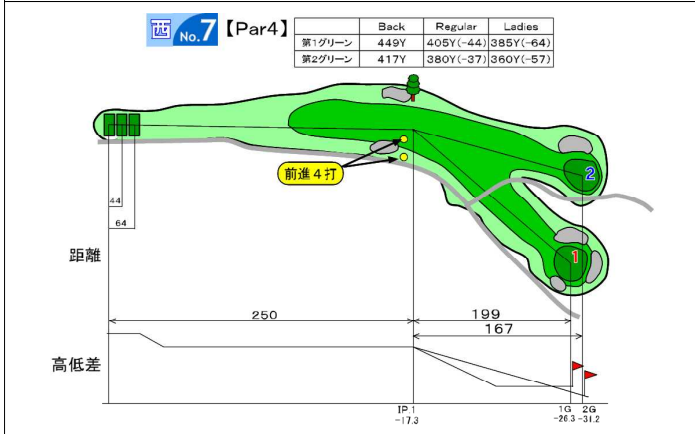 西 No.7 【Par4】
Back Regular Ladies
第1グリーン 449Y 405Y(-44) 385Y(-64)
第2グリーン 417Y 380Y(-37) 360Y(-57)
前進4打
2
44
64
1
距離
250 199
167
高低差
IP.1 1G 2G
-17.3 -26.3 -31.2